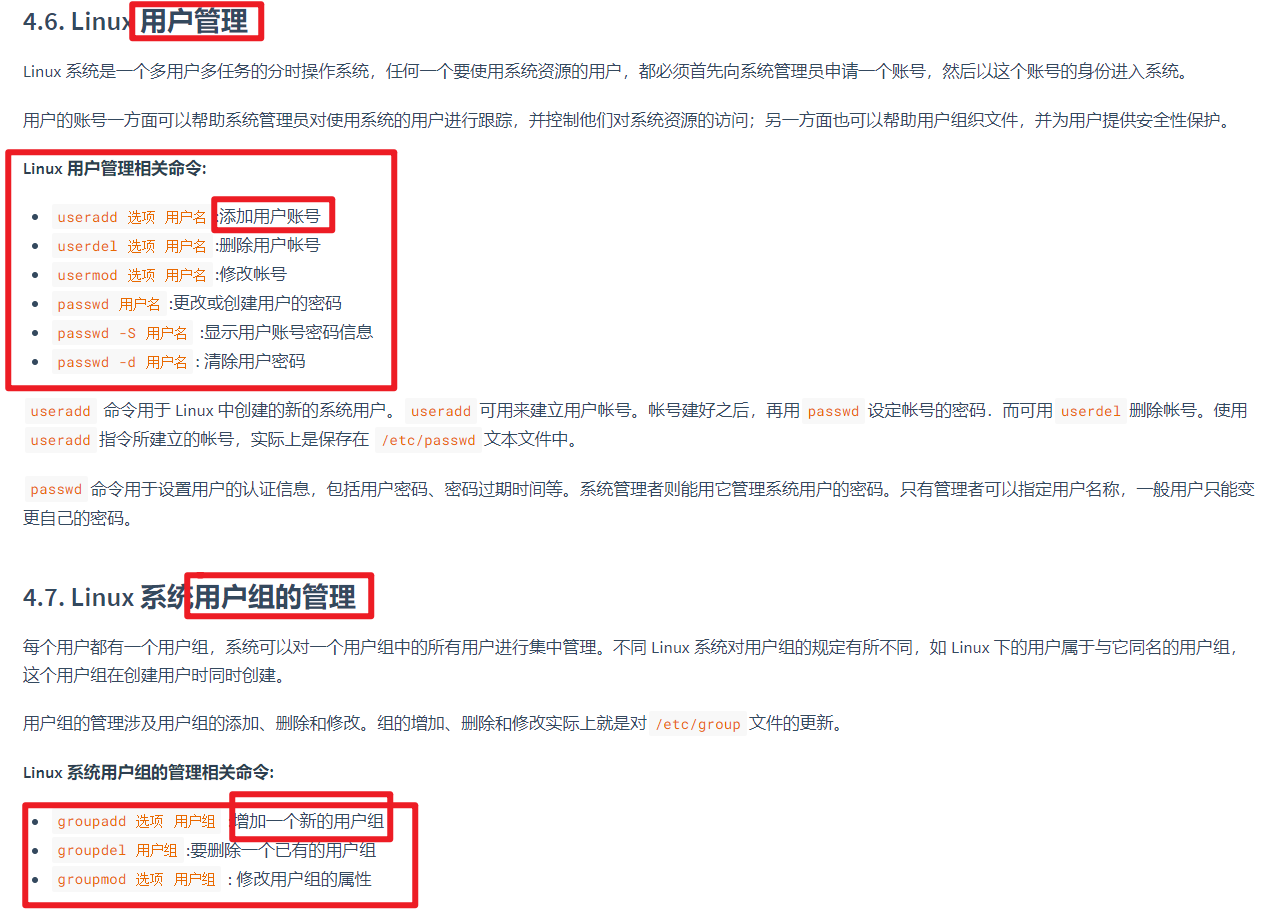 4.6. Linux 用户管理
Linux 系统是一个多用户多任务的分时操作系统，任何一个要使用系统资源的用户，都必须首先向系统管理员申请一个账号，然后以这个账号的身份进入系统。
用户的账号一方面可以帮助系统管理员对使用系统的用户进行跟踪，并控制他们对系统资源的访问；另一方面也可以帮助用户组织文件，并为用户提供安全性保护。
Linux 用户管理相关命令:
useradd 选项 用户名 :添加用户账号
userdel 选项 用户名 :删除用户帐号
usermod 选项 用户名 :修改帐号
passwd 用户名 :更改或创建用户的密码
passwd -S 用户名 :显示用户账号密码信息
passwd -d 用户名 : 清除用户密码
useradd 命令用于 Linux 中创建的新的系统用户。 useradd 可用来建立用户帐号。帐号建好之后，再用 passwd 设定帐号的密码．而可用 userdel 删除帐号。使用
useradd 指令所建立的帐号，实际上是保存在 /etc/passwd 文本文件中。
passwd 命令用于设置用户的认证信息，包括用户密码、密码过期时间等。系统管理者则能用它管理系统用户的密码。只有管理者可以指定用户名称，一般用户只能变
更自己的密码。
4.7. Linux 系统用户组的管理
每个用户都有一个用户组，系统可以对一个用户组中的所有用户进行集中管理。不同 Linux 系统对用户组的规定有所不同，如 Linux 下的用户属于与它同名的用户组，
这个用户组在创建用户时同时创建。
用户组的管理涉及用户组的添加、删除和修改。组的增加、删除和修改实际上就是对 /etc/group 文件的更新。
Linux 系统用户组的管理相关命令:
groupadd 选项 用户组 :增加一个新的用户组
groupdel 用户组 :要删除一个已有的用户组
groupmod 选项 用户组 : 修改用户组的属性